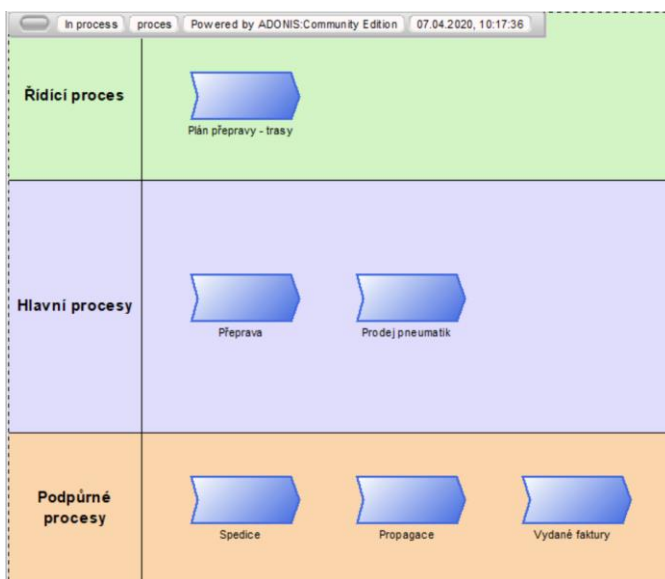 In process proces Powered by ADONIS:Community Edition 07.04.2020, 10:17:36
Řídicí proces
Plán přepravy - trasy
Hlavní procesy
Přeprava Prodej pneumatik
Podpůrné
procesy
Spedice Propagace Vydané faktury